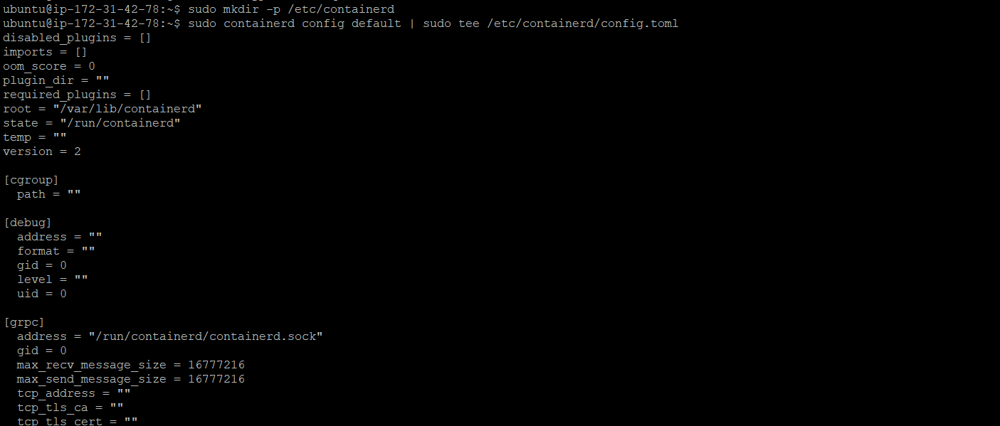 ubuntu@ip-172-31-42-78:~$ sudo mkdir -p /etc/containerd
ubuntu@ip-172-31-42-78:~$ sudo containerd config default | sudo tee /etc/containerd/config.toml
disabled_plugins = []
imports = []
oom_score = 0
plugin_dir = ""
required_plugins = []
root = "/var/lib/containerd"
state = "/run/containerd"
temp = ""
version = 2

[cgroup]
  path = ""

[debug]
  address = ""
  format = ""
  gid = 0
  level = ""
  uid = 0

[grpc]
  address = "/run/containerd/containerd.sock"
  gid = 0
  max_recv_message_size = 16777216
  max_send_message_size = 16777216
  tcp_address = ""
  tcp_tls_ca = ""
  tcp_tls_cert = ""